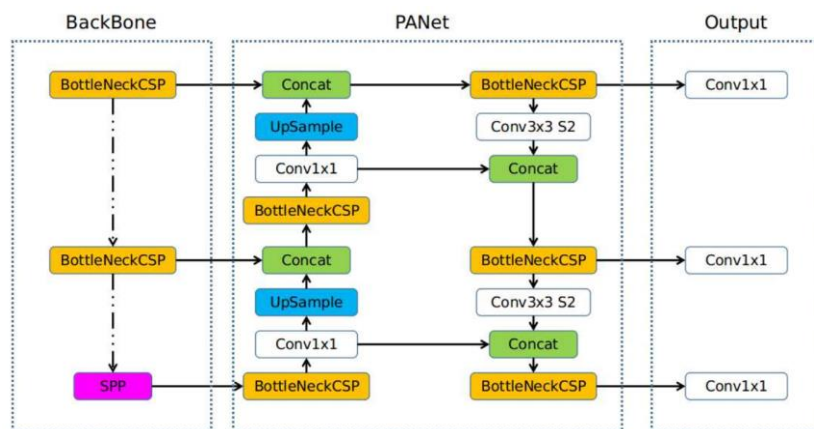 BackBone
PANet
Output
BottleNeckCSP
Concat
BottleNeckCSP
Conv1x1
UpSample
Conv3x3 S2
Conv1x1
Concat
BottleNeckCSP
BottleNeckCSP
Concat
BottleNeckCSP
Conv1x1
UpSample
Conv3x3 S2
Conv1x1
Concat
SPP
BottleNeckCSP
BottleNeckCSP
Conv1x1